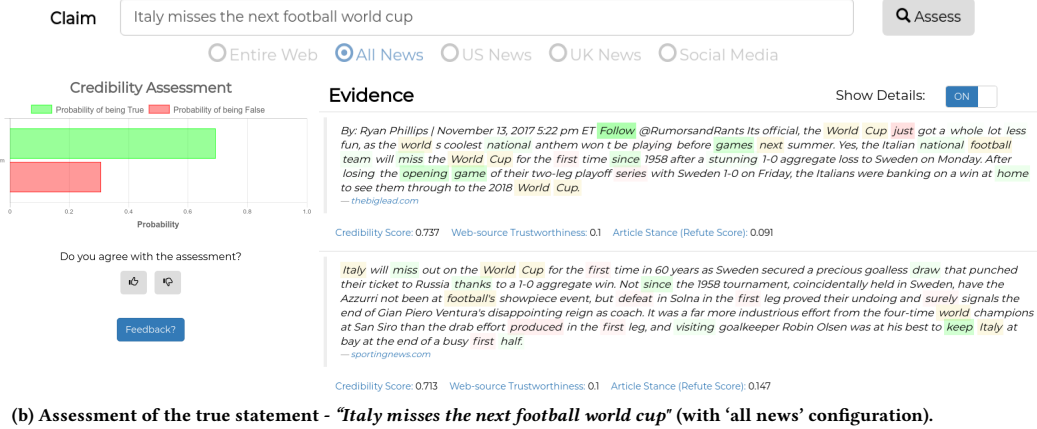 Claim
Italy misses the next football world cup
Assess
Entire Web All News US News UK News Social Media
Credibility Assessment
Probability of being True Probability of being False
m
0 0.2 0.4 0.6 0.8 1.0
Probability
Do you agree with the assessment?
Feedback?
Evidence
Show Details: ON
By: Ryan Phillips | November 13, 2017 5:22 pm ET Follow @RumorsandRants Its official, the World Cup just got a whole lot less
fun, as the world s coolest national anthem won t be playing before games next summer. Yes, the Italian national football
team will miss the World Cup for the first time since 1958 after a stunning 1-0 aggregate loss to Sweden on Monday. After
losing the opening game of their two-leg playoff series with Sweden 1-0 on Friday, the Italians were banking on a win at home
to see them through to the 2018 World Cup.
— thebiglead.com
Credibility Score: 0.737 Web-source Trustworthiness: 0.1 Article Stance (Refute Score): 0.091
Italy will miss out on the World Cup for the first time in 60 years as Sweden secured a precious goalless draw that punched
their ticket to Russia thanks to a 1-0 aggregate win. Not since the 1958 tournament, coincidentally held in Sweden, have the
Azzurri not been at football's showpiece event, but defeat in Solna in the first leg proved their undoing and surely signals the
end of Gian Piero Ventura's disappointing reign as coach. It was a far more industrious effort from the four-time world champions
at San Siro than the drab effort produced in the first leg, and visiting goalkeeper Robin Olsen was at his best to keep Italy at
bay at the end of a busy first half.
— sportingnews.com
Credibility Score: 0.713 Web-source Trustworthiness: 0.1 Article Stance (Refute Score): 0.147
(b) Assessment of the true statement - “Italy misses the next football world cup" (with ‘all news’ configuration).